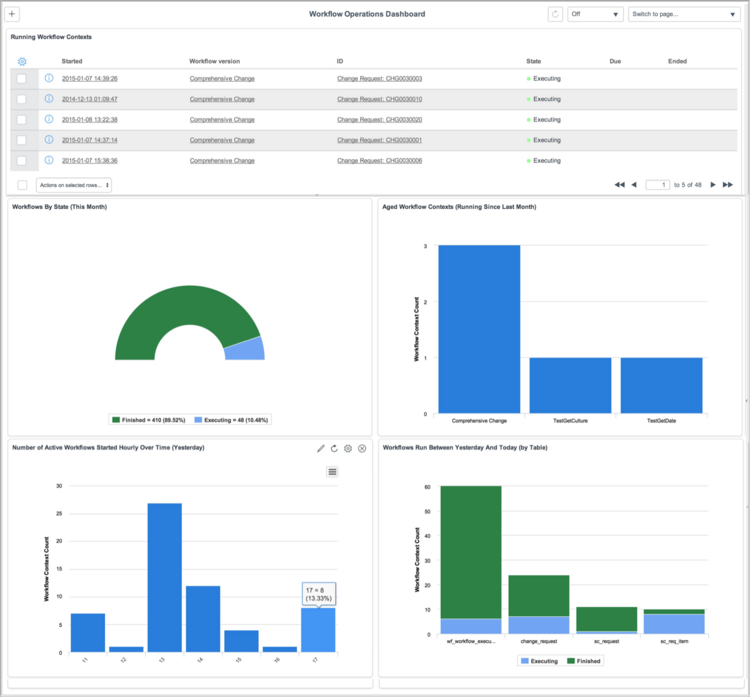 + Workflow Operations Dashboard Off Switch to page...
Running Workflow Contexts
Started Workflow version ID State Due Ended
2015-01-07 14:39:26 Comprehensive Change Change Request: CHG0030003 Executing
2014-12-13 01:09:47 Comprehensive Change Change Request: CHG0030010 Executing
2015-01-08 13:22:38 Comprehensive Change Change Request: CHG0030020 Executing
2015-01-07 14:37:14 Comprehensive Change Change Request: CHG0030001 Executing
2015-01-07 15:36:36 Comprehensive Change Change Request: CHG0030006 Executing
Actions on selected rows... 1 to 5 of 48
Workflows By State (This Month)
Finished = 410 (89.52%) Executing = 48 (10.48%)
Aged Workflow Contexts (Running Since Last Month)
Workflow Context Count
3
2
1
0
Comprehensive Change TestGetCulture TestGetDate
Number of Active Workflows Started Hourly Over Time (Yesterday)
Workflow Context Count
30
25
20
15
10
5
0
17 = 8
(13.33%)
11 12 13 14 15 16 17
Workflows Run Between Yesterday And Today (by Table)
Workflow Context Count
60
50
40
30
20
10
0
wf_workflow_execu... change_request sc_request sc_req_item
Executing Finished